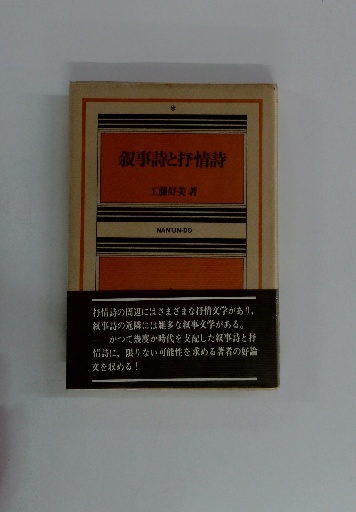 *
叙事詩と抒情詩
工藤好美 著
NAN'UN-DO
抒情詩の周辺にはさまざまな抒情文学があり,
叙事詩の近隣には雑多な叙事文学がある。
── かつて幾度か時代を支配した叙事詩と抒
情詩に、限りない可能性を求める著者の好論
文を収める!